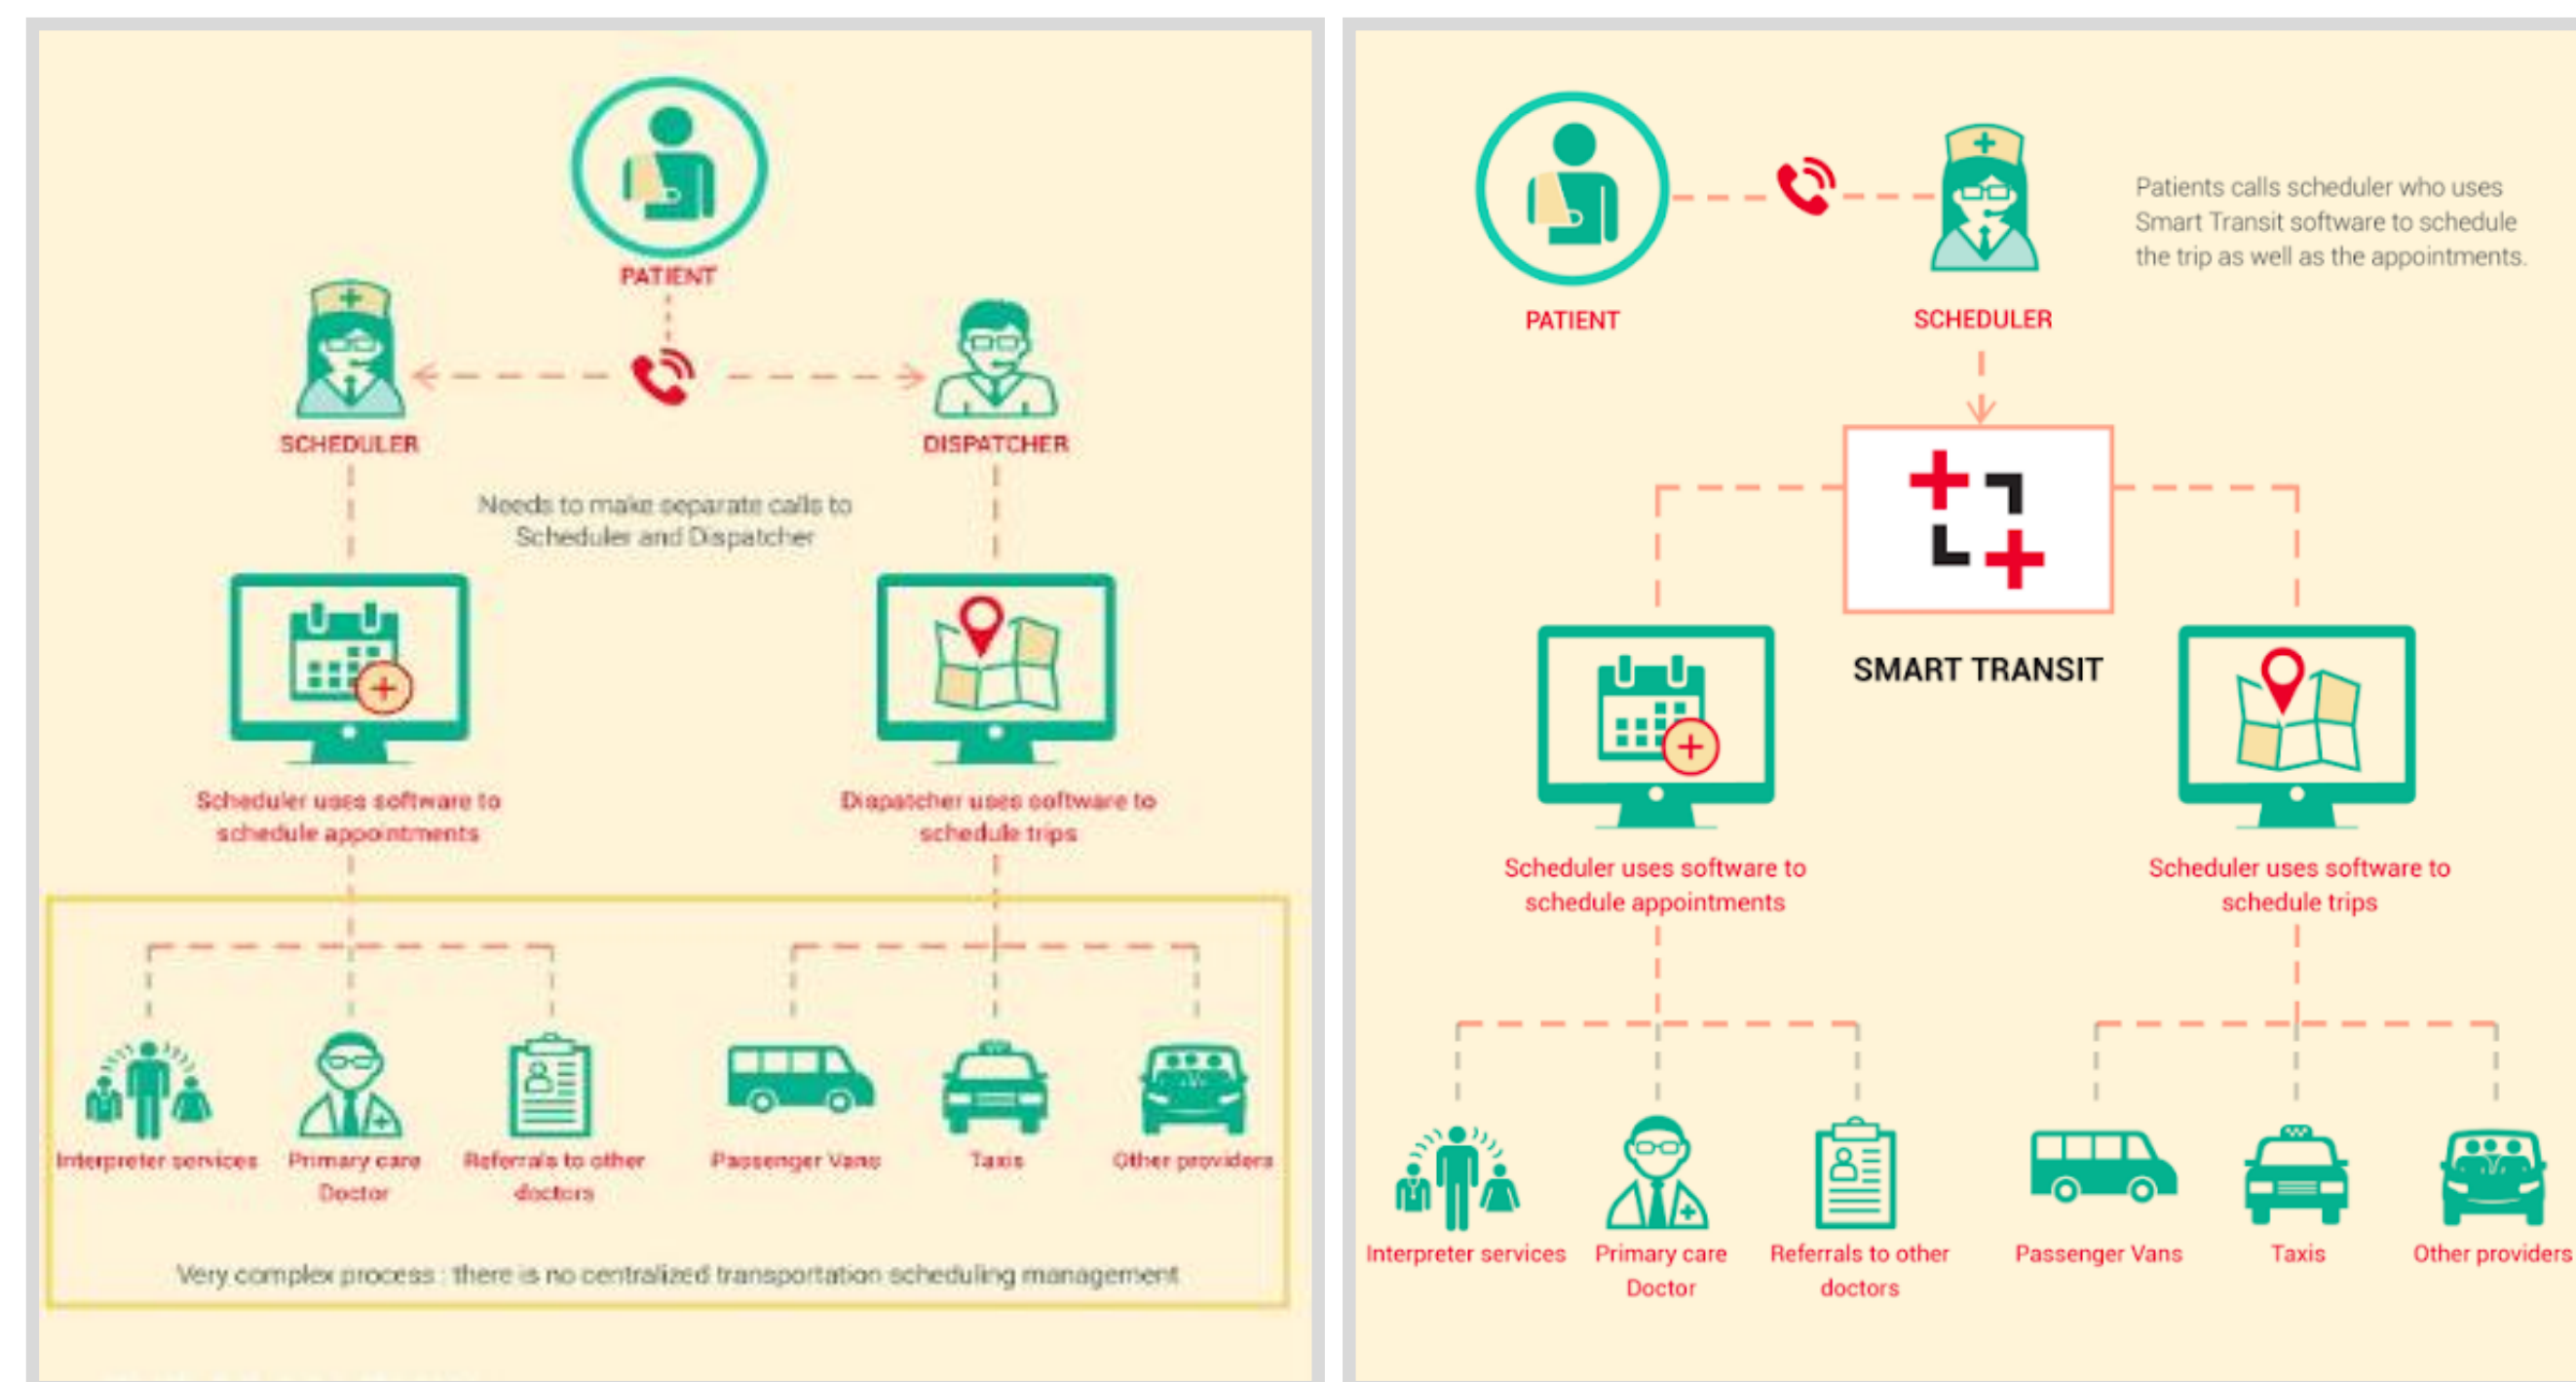 PATIENT
SCHEDULER
DISPATCHER
Needs to make separate calls to
Scheduler and Dispatcher
Scheduler uses software to
schedule appointments
Dispatcher uses software to
schedule trips
Interpreter services
Primary care
Doctor
Referrals to other
doctors
Passenger Vans
Taxis
Other providers
Very complex process : there is no centralized transportation scheduling management
PATIENT
SCHEDULER
Patients calls scheduler who uses
Smart Transit software to schedule
the trip as well as the appointments.
SMART TRANSIT
Scheduler uses software to
schedule appointments
Scheduler uses software to
schedule trips
Interpreter services
Primary care
Doctor
Referrals to other
doctors
Passenger Vans
Taxis
Other providers